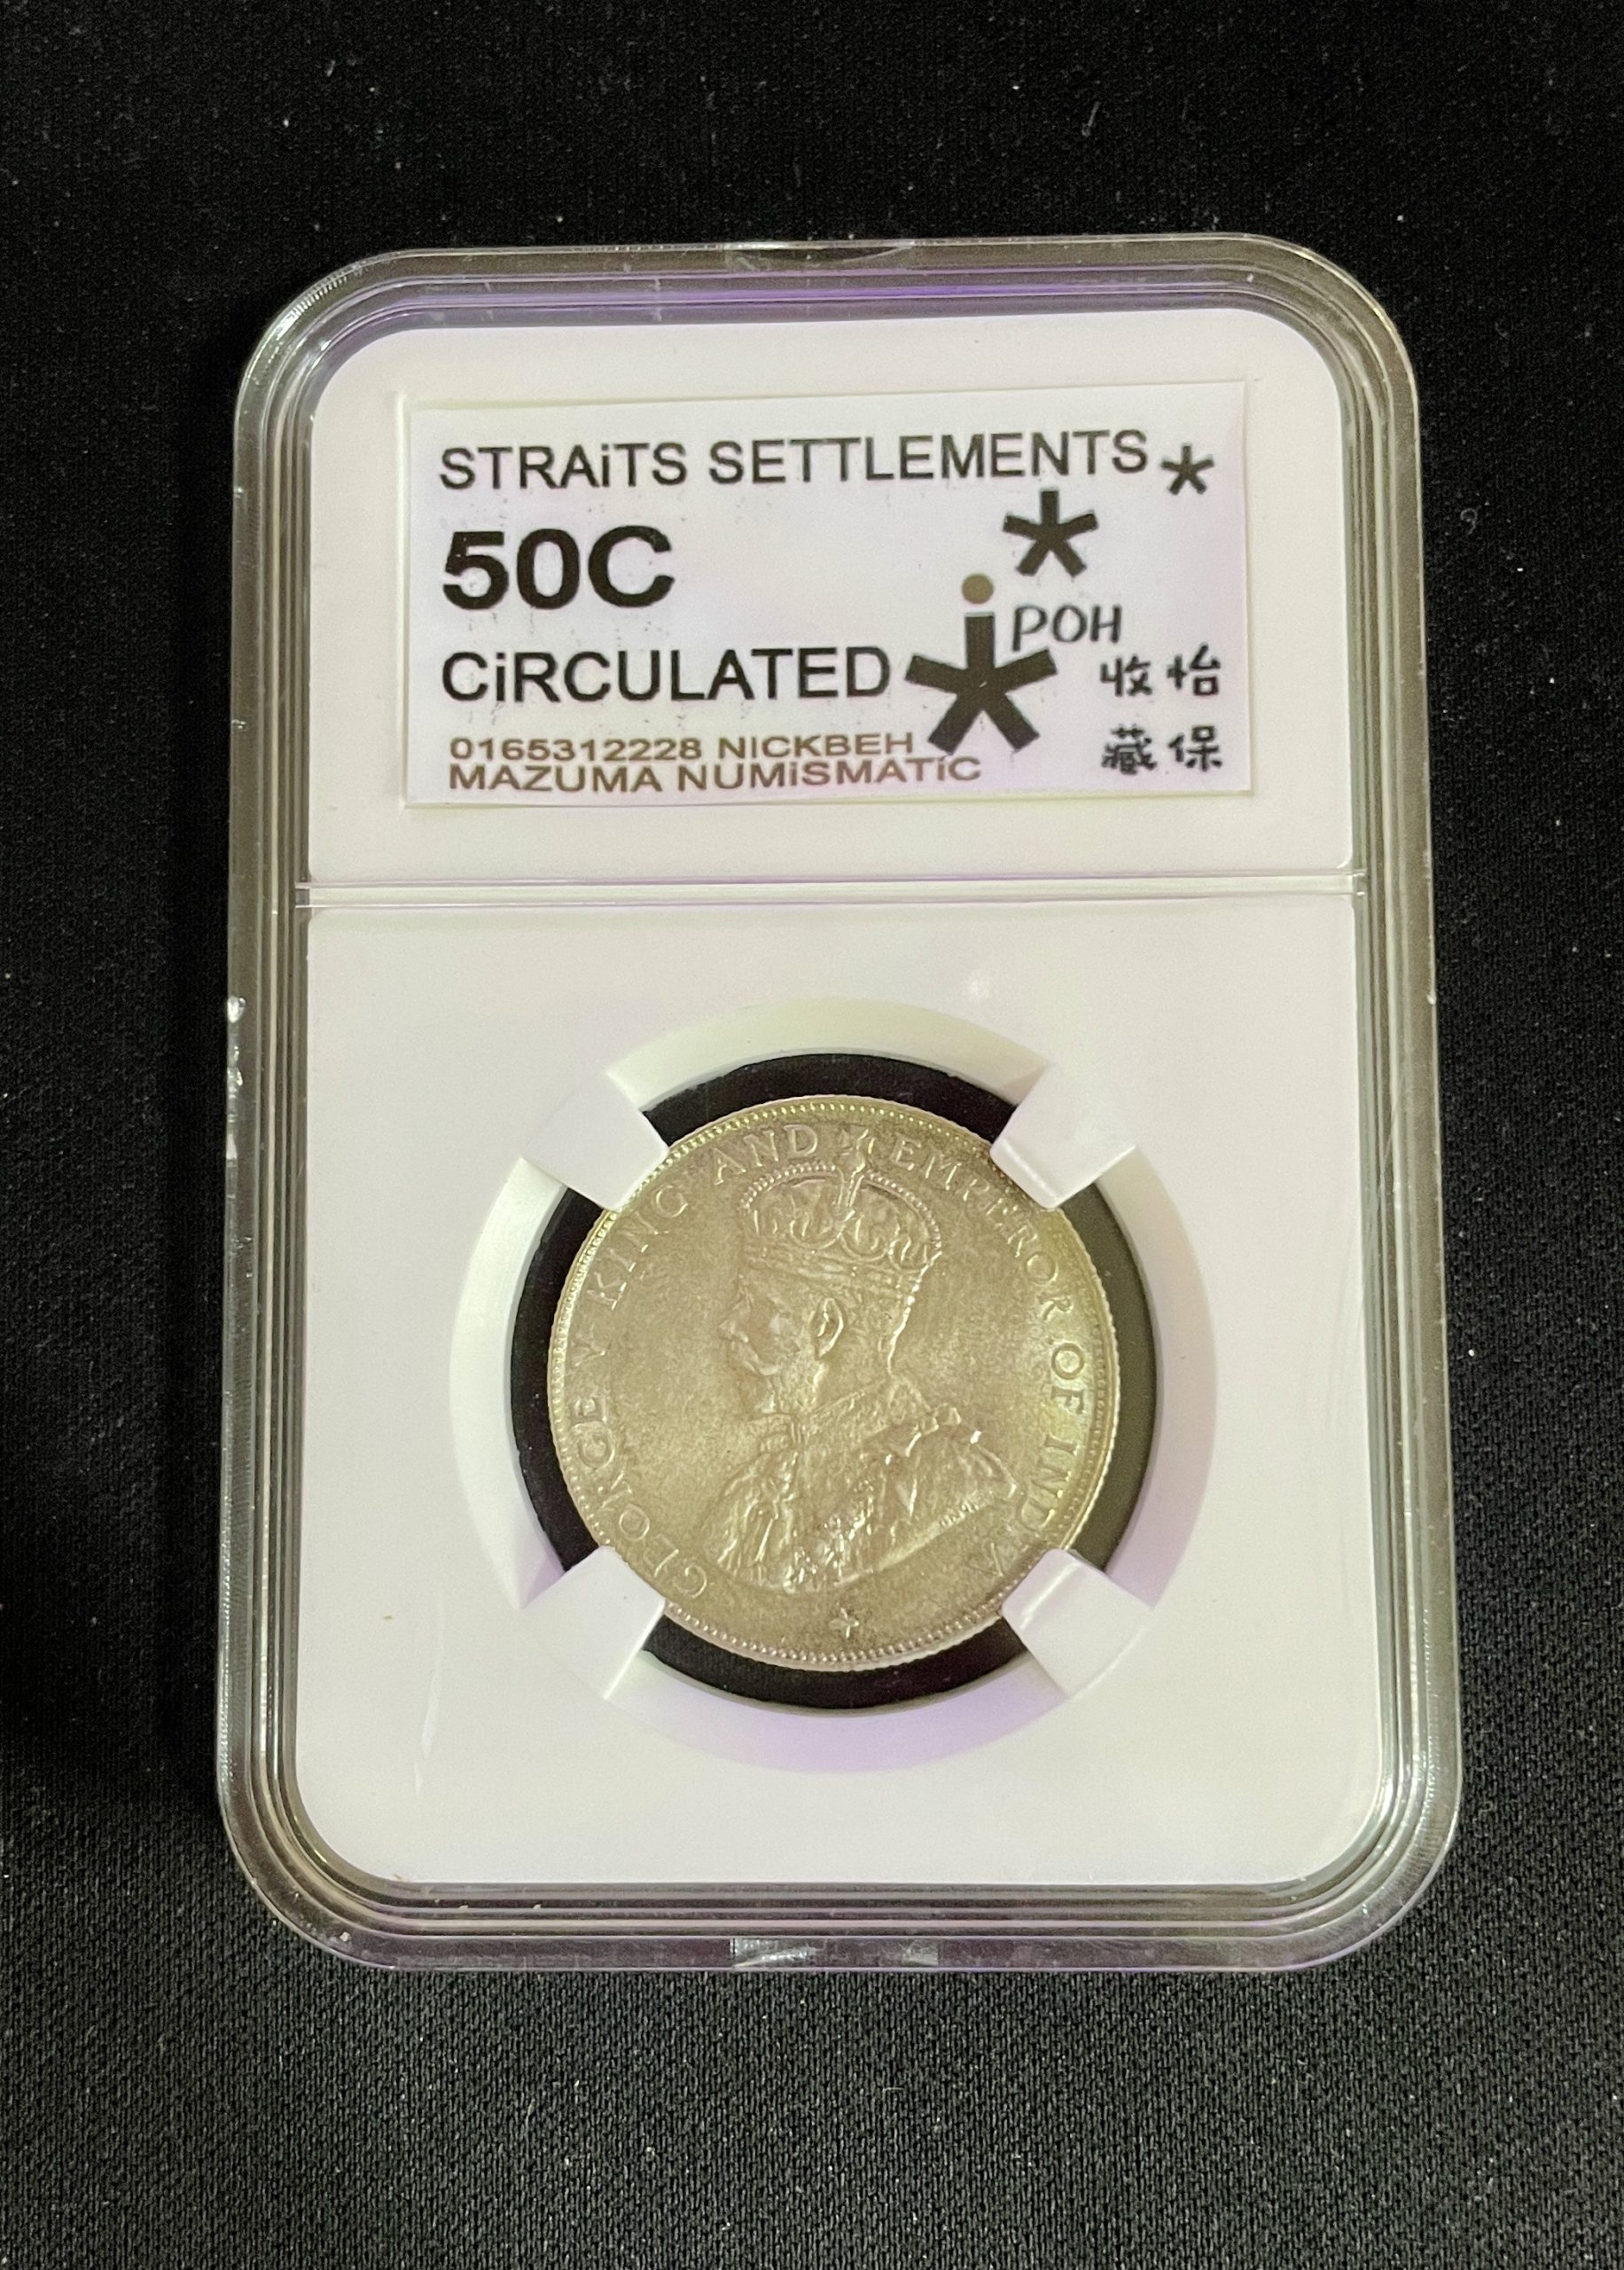 STRAiTS SETTLEMENTS
50C
iPOH
CiRCULATED
收 怡
藏 保
0165312228 NICKBEH
MAZUMA NUMiSMATiC
GEORGE V KING AND EMPEROR OF INDIA